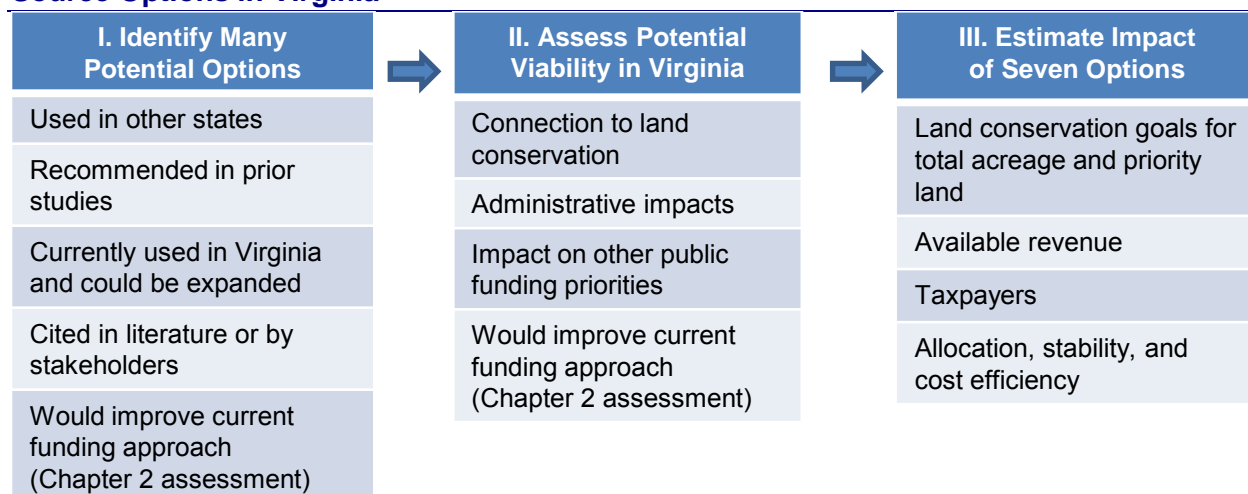 Source Options in Virginia
I. Identify Many
Potential Options
Used in other states
Recommended in prior
studies
Currently used in Virginia
and could be expanded
Cited in literature or by
stakeholders
Would improve current
funding approach
(Chapter 2 assessment)
II. Assess Potential
Viability in Virginia
Connection to land
conservation
Administrative impacts
Impact on other public
funding priorities
Would improve current
funding approach
(Chapter 2 assessment)
III. Estimate Impact
of Seven Options
Land conservation goals for
total acreage and priority
land
Available revenue
Taxpayers
Allocation, stability, and
cost efficiency